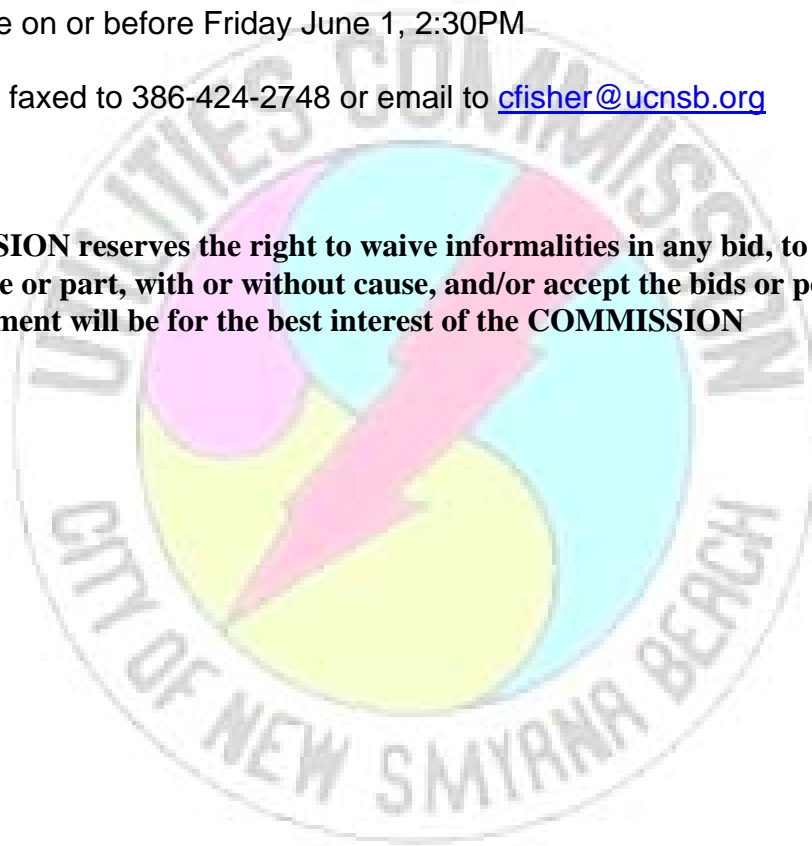 e on or before Friday June 1, 2:30PM
faxed to 386-424-2748 or email to cfisher@ucnsb.org
UTILITIES COMMISSION
SION reserves the right to waive informalities in any bid, to
e or part, with or without cause, and/or accept the bids or p
ment will be for the best interest of the COMMISSION
CITY OF NEW SMYRNA BEACH